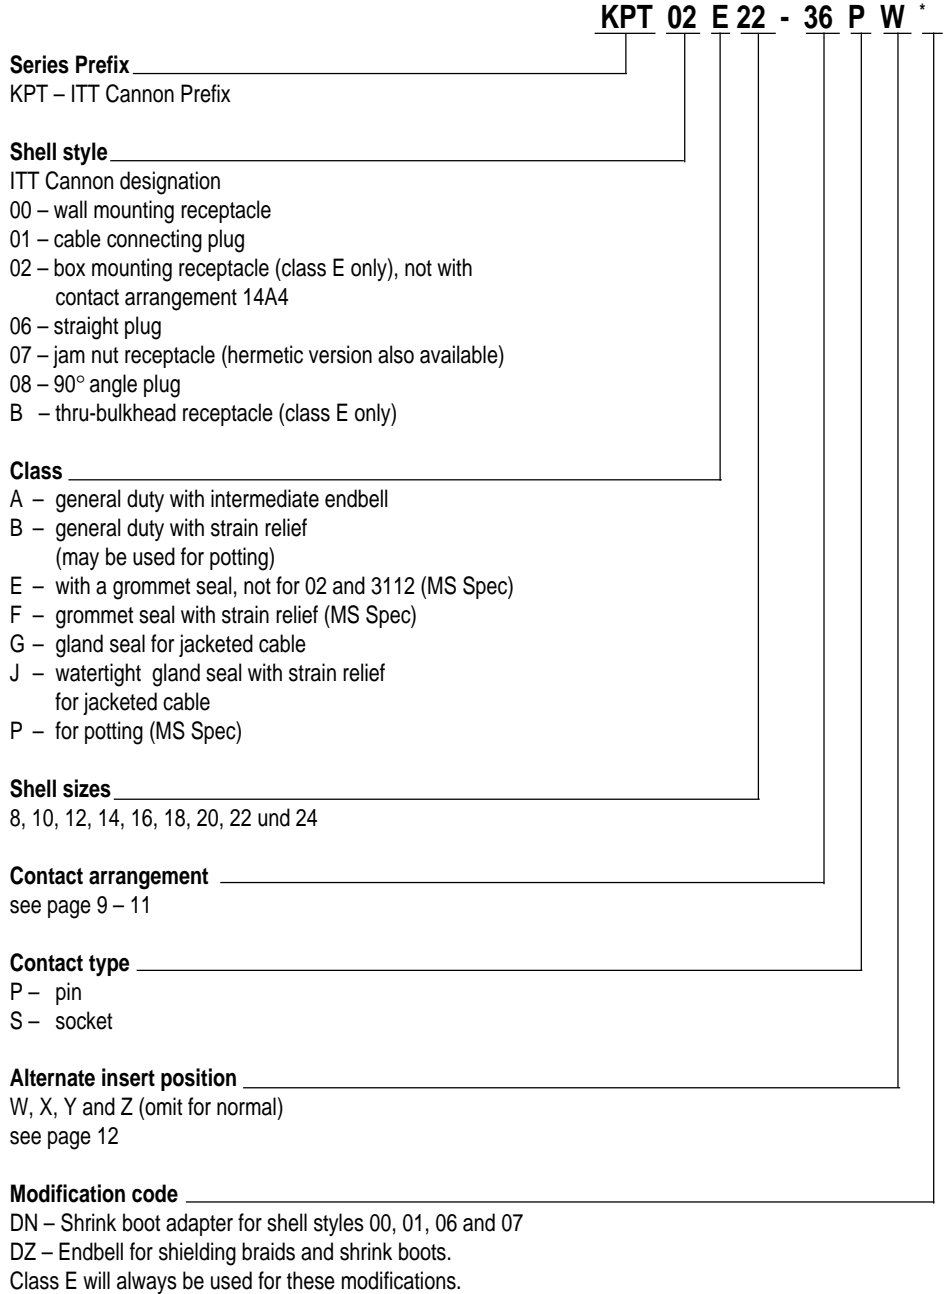 KPT 02 E 22 - 36 P W *
Series Prefix
KPT – ITT Cannon Prefix
Shell style
ITT Cannon designation
00 – wall mounting receptacle
01 – cable connecting plug
02 – box mounting receptacle (class E only), not with
contact arrangement 14A4
06 – straight plug
07 – jam nut receptacle (hermetic version also available)
08 – 90° angle plug
B – thru-bulkhead receptacle (class E only)
Class
A – general duty with intermediate endbell
B – general duty with strain relief
(may be used for potting)
E – with a grommet seal, not for 02 and 3112 (MS Spec)
F – grommet seal with strain relief (MS Spec)
G – gland seal for jacketed cable
J – watertight gland seal with strain relief
for jacketed cable
P – for potting (MS Spec)
Shell sizes
8, 10, 12, 14, 16, 18, 20, 22 und 24
Contact arrangement
see page 9 – 11
Contact type
P – pin
S – socket
Alternate insert position
W, X, Y and Z (omit for normal)
see page 12
Modification code
DN – Shrink boot adapter for shell styles 00, 01, 06 and 07
DZ – Endbell for shielding braids and shrink boots.
Class E will always be used for these modifications.